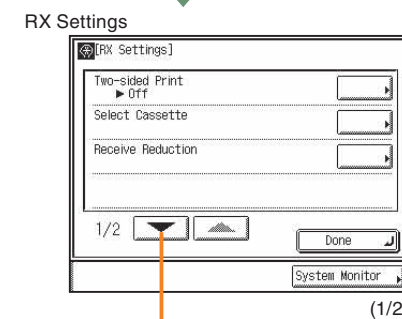 RX Settings
[RX Settings]
Two-sided Print
► Off
Select Cassette
Receive Reduction
1/2
Done
System Monitor
(1/2